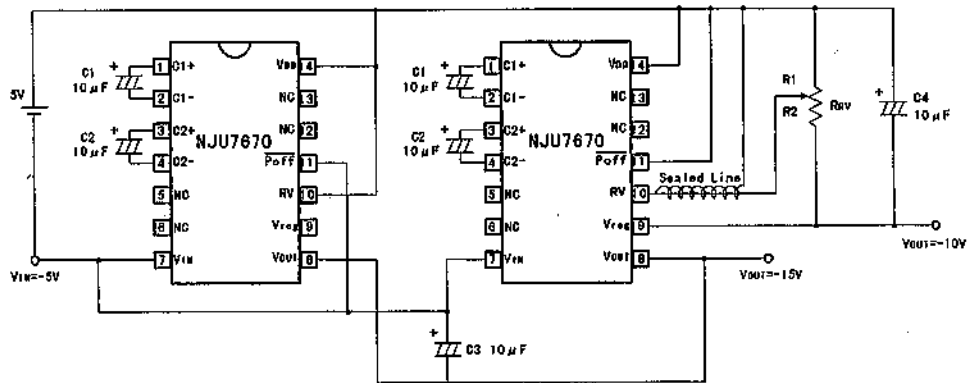 5V
VIN=-5V
C1
10μF
C2
10μF
+
+
1 C1+
2 C1-
3 C2+
4 C2-
5 NC
6 NC
7 VIN
NJU7670
VDD 14
NC 13
NC 12
Poff 11
RV 10
Vreg 9
VOUT 8
C1
10μF
C2
10μF
+
+
1 C1+
2 C1-
3 C2+
4 C2-
5 NC
6 NC
7 VIN
NJU7670
VDD 14
NC 13
NC 12
Poff 11
RV 10
Vreg 9
VOUT 8
+
C3 10μF
Sealed Line
R1
R2
RRV
+
C4
10μF
VOUT=-10V
VOUT=-15V